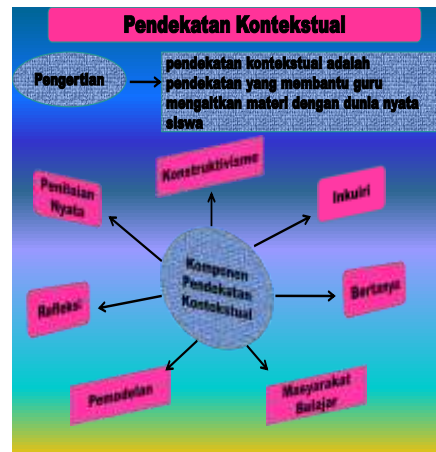 Pendekatan Kontekstual
Pengertian
pendekatan kontekstual adalah
pendekatan yang membantu guru
mengaitkan materi dengan dunia nyata
siswa
Konstruktivisme
Penilaian
Nyata
Inkuiri
Komponen
Pendekatan
Kontekstual
Refleksi
Bertanya
Pemodelan
Masyarakat
Belajar